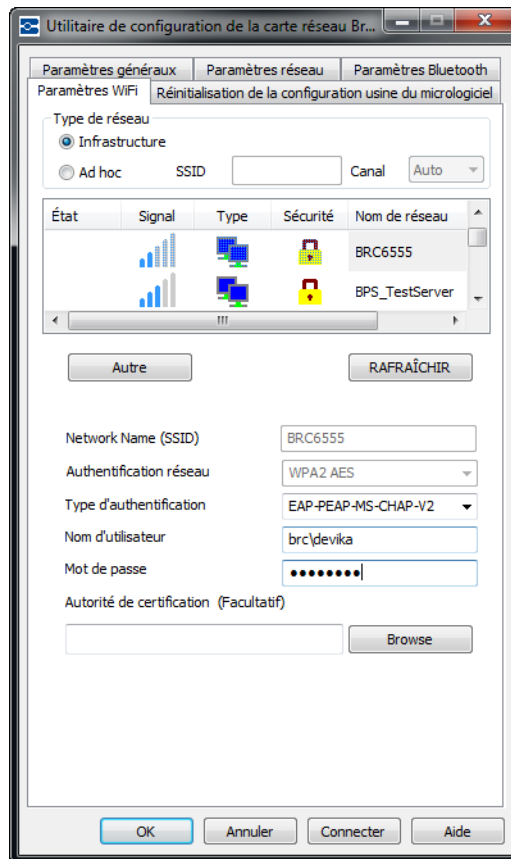 Utilitaire de configuration de la carte réseau Br...
Paramètres généraux Paramètres réseau Paramètres Bluetooth
Paramètres WiFi Réinitialisation de la configuration usine du micrologiciel
Type de réseau
Infrastructure
Ad hoc SSID Canal Auto
État Signal Type Sécurité Nom de réseau
BRC6555
BPS_TestServer
Autre RAFRAÎCHIR
Network Name (SSID) BRC6555
Authentification réseau WPA2 AES
Type d'authentification EAP-PEAP-MS-CHAP-V2
Nom d'utilisateur brc\devika
Mot de passe ●●●●●●●●
Autorité de certification (Facultatif)
Browse
OK Annuler Connecter Aide